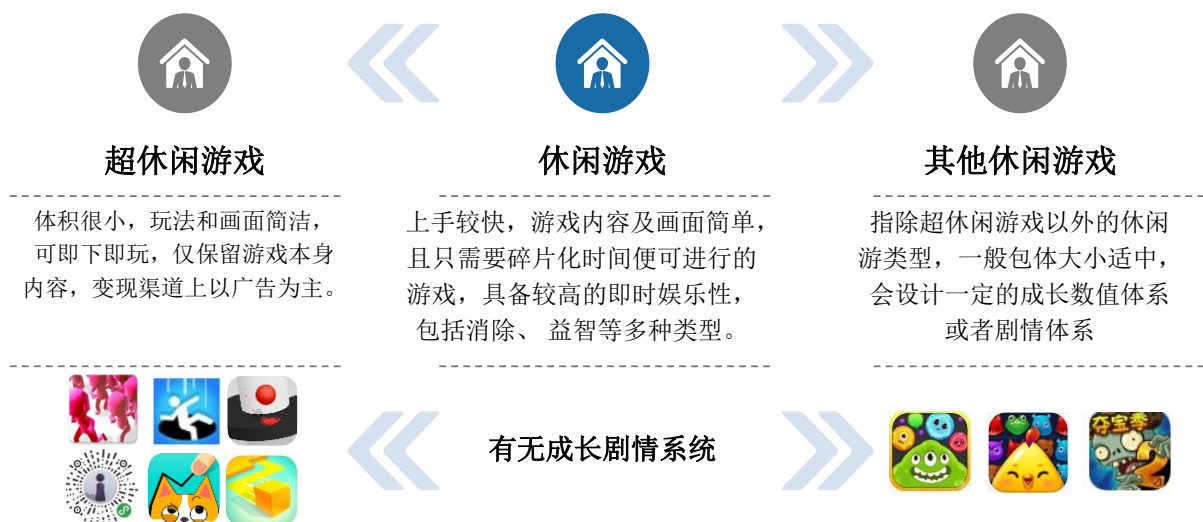 超休闲游戏
体积很小，玩法和画面简洁，
可即下即玩，仅保留游戏本身
内容，变现渠道上以广告为主。
休闲游戏
上手较快，游戏内容及画面简单，
且只需要碎片化时间便可进行的
游戏，具备较高的即时娱乐性，
包括消除、 益智等多种类型。
其他休闲游戏
指除超休闲游戏以外的休闲
游类型，一般包体大小适中，
会设计一定的成长数值体系
或者剧情体系
有无成长剧情系统
夺宝季
2